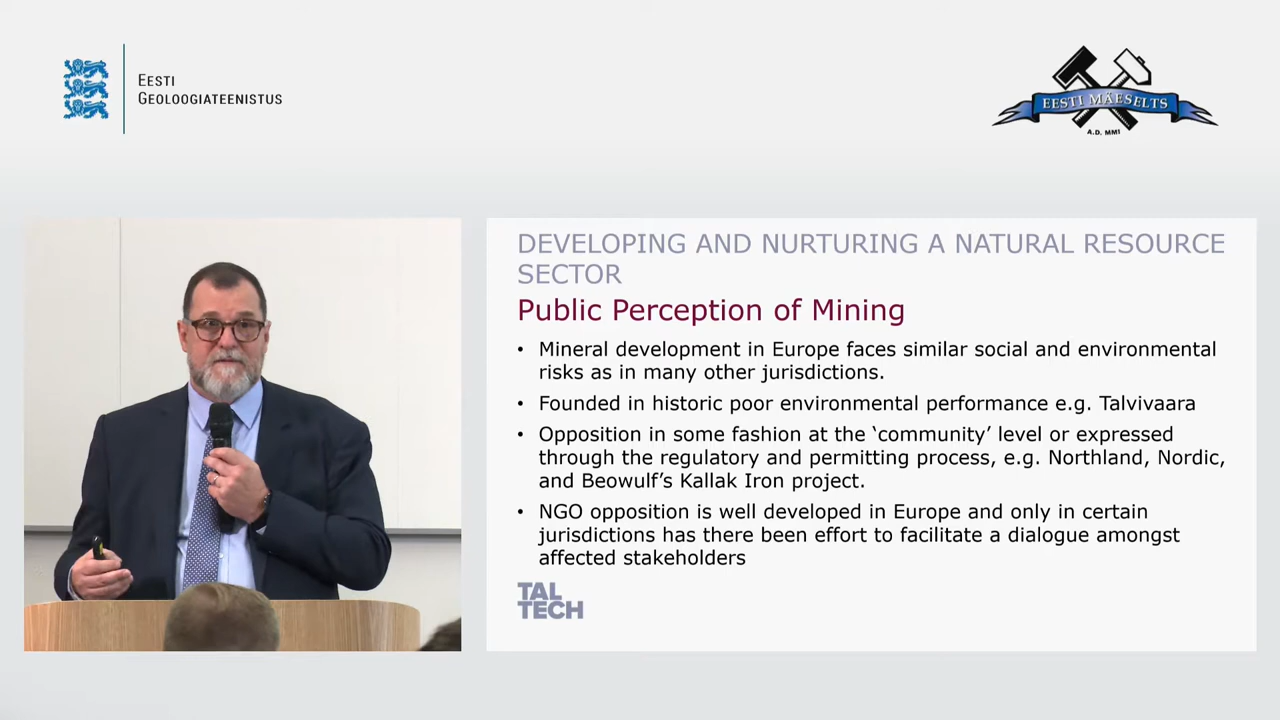 EESTI
GEOLOOGIATEENISTUS
EESTI MÄESELTS
A.D. MMI
DEVELOPING AND NURTURING A NATURAL RESOURCE
SECTOR
Public Perception of Mining
• Mineral development in Europe faces similar social and environmental
risks as in many other jurisdictions.
• Founded in historic poor environmental performance e.g. Talvivaara
• Opposition in some fashion at the ‘community’ level or expressed
through the regulatory and permitting process, e.g. Northland, Nordic,
and Beowulf’s Kallak Iron project.
• NGO opposition is well developed in Europe and only in certain
jurisdictions has there been effort to facilitate a dialogue amongst
affected stakeholders
TAL
TECH